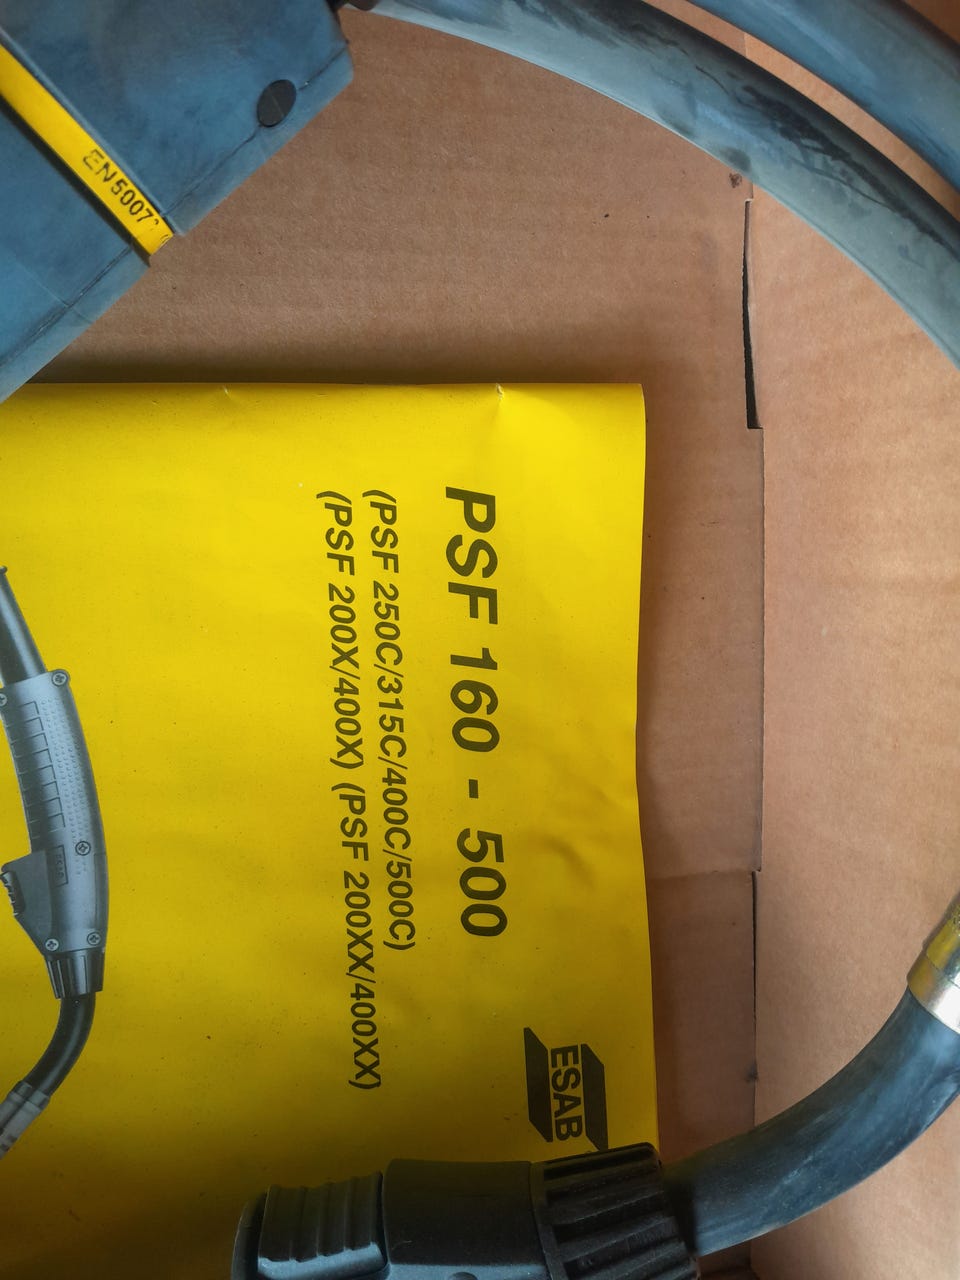 EN5007
PSF 160 - 500
(PSF 250C/315C/400C/500C)
(PSF 200X/400X) (PSF 200XX/400XX)
ESAB